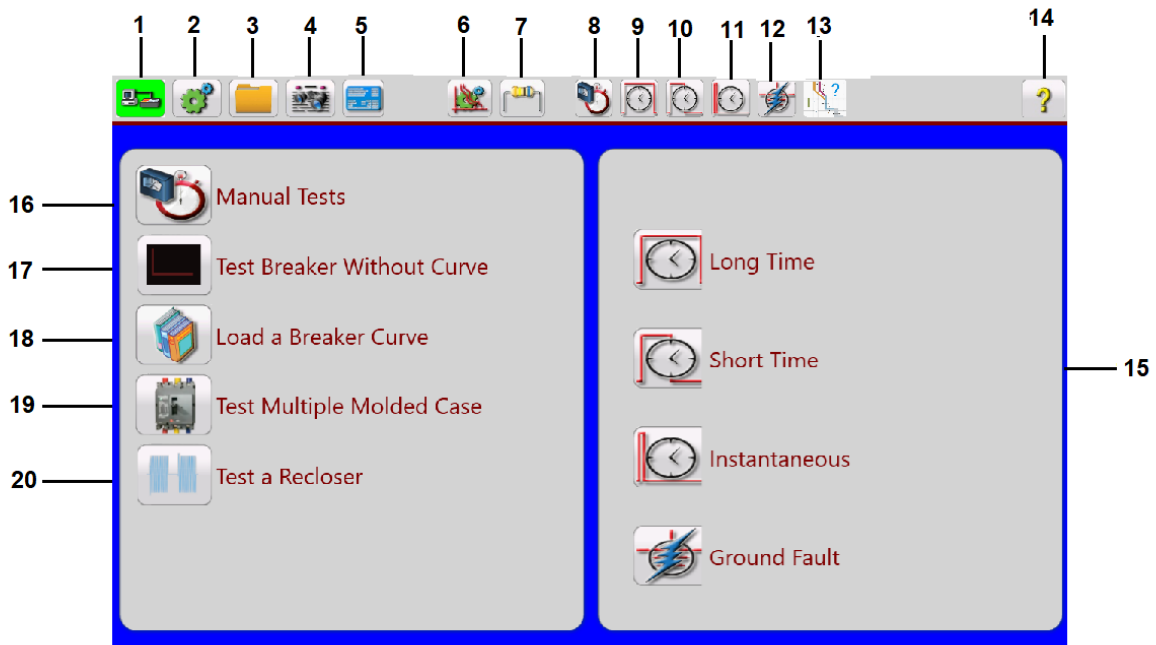 1 2 3 4 5 6 7 8 9 10 11 12 13 14
?
?
16 Manual Tests
17 Test Breaker Without Curve
18 Load a Breaker Curve
19 Test Multiple Molded Case
20 Test a Recloser
Long Time
Short Time
15
Instantaneous
Ground Fault